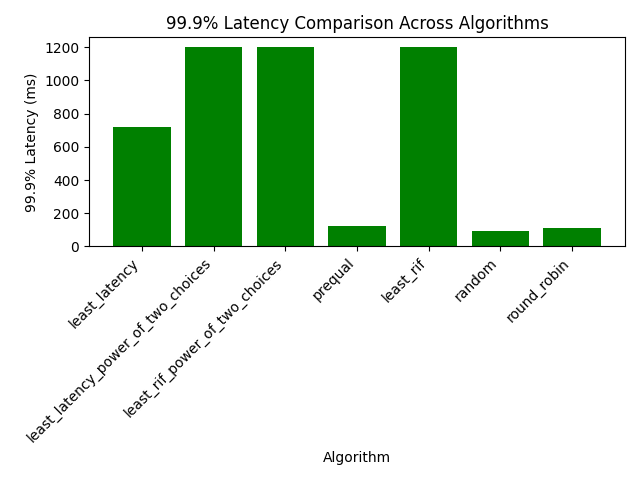 99.9% Latency Comparison Across Algorithms
99.9% Latency (ms)
1200
1000
800
600
400
200
0
least_latency
least_latency_power_of_two_choices
least_rif_power_of_two_choices
prequal
least_rif
random
round_robin
Algorithm